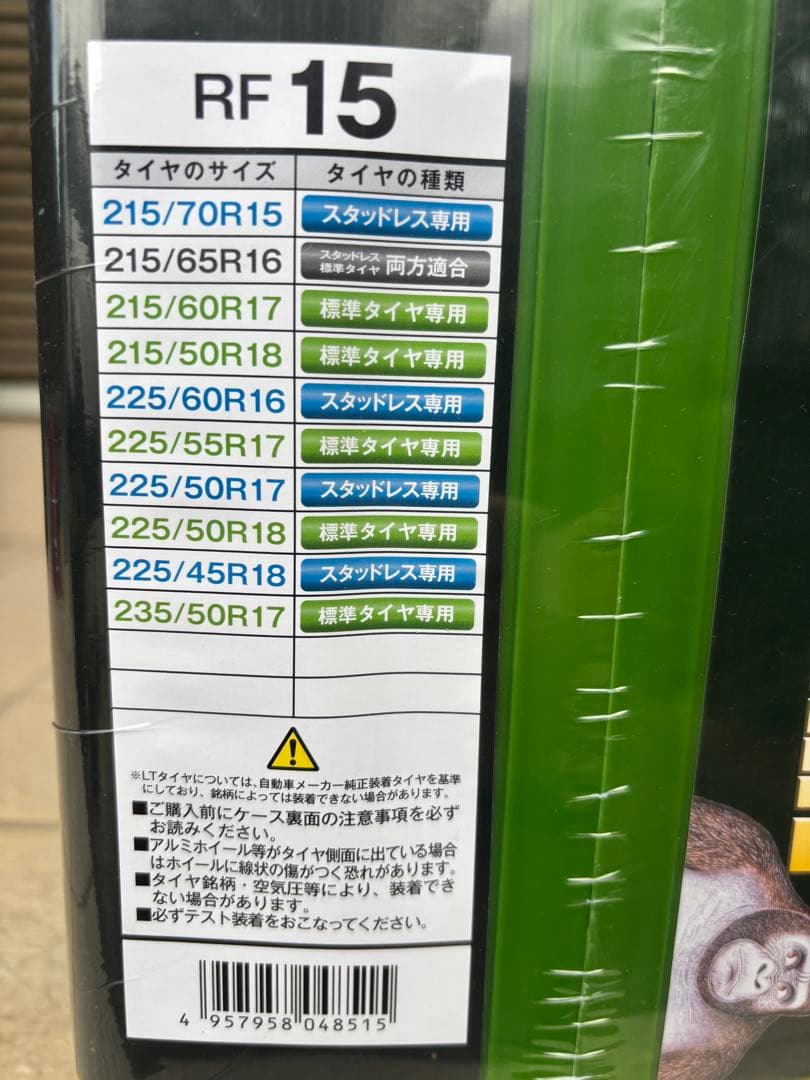 RF 15
タイヤのサイズ タイヤの種類
215/70R15 スタッドレス専用
215/65R16 スタッドレス 標準タイヤ 両方適合
215/60R17 標準タイヤ専用
215/50R18 標準タイヤ専用
225/60R16 スタッドレス専用
225/55R17 標準タイヤ専用
225/50R17 スタッドレス専用
225/50R18 標準タイヤ専用
225/45R18 スタッドレス専用
235/50R17 標準タイヤ専用
※LTタイヤについては、自動車メーカー純正装着タイヤを基準
にしており、銘柄によっては装着できない場合があります。
■ご購入前にケース裏面の注意事項を必ず
お読みください。
■アルミホイール等がタイヤ側面に出ている場合
はホイールに線状の傷がつく恐れがあります。
■タイヤ銘柄・空気圧等により、装着でき
ない場合があります。
■必ずテスト装着をおこなってください。
4 957958 048515